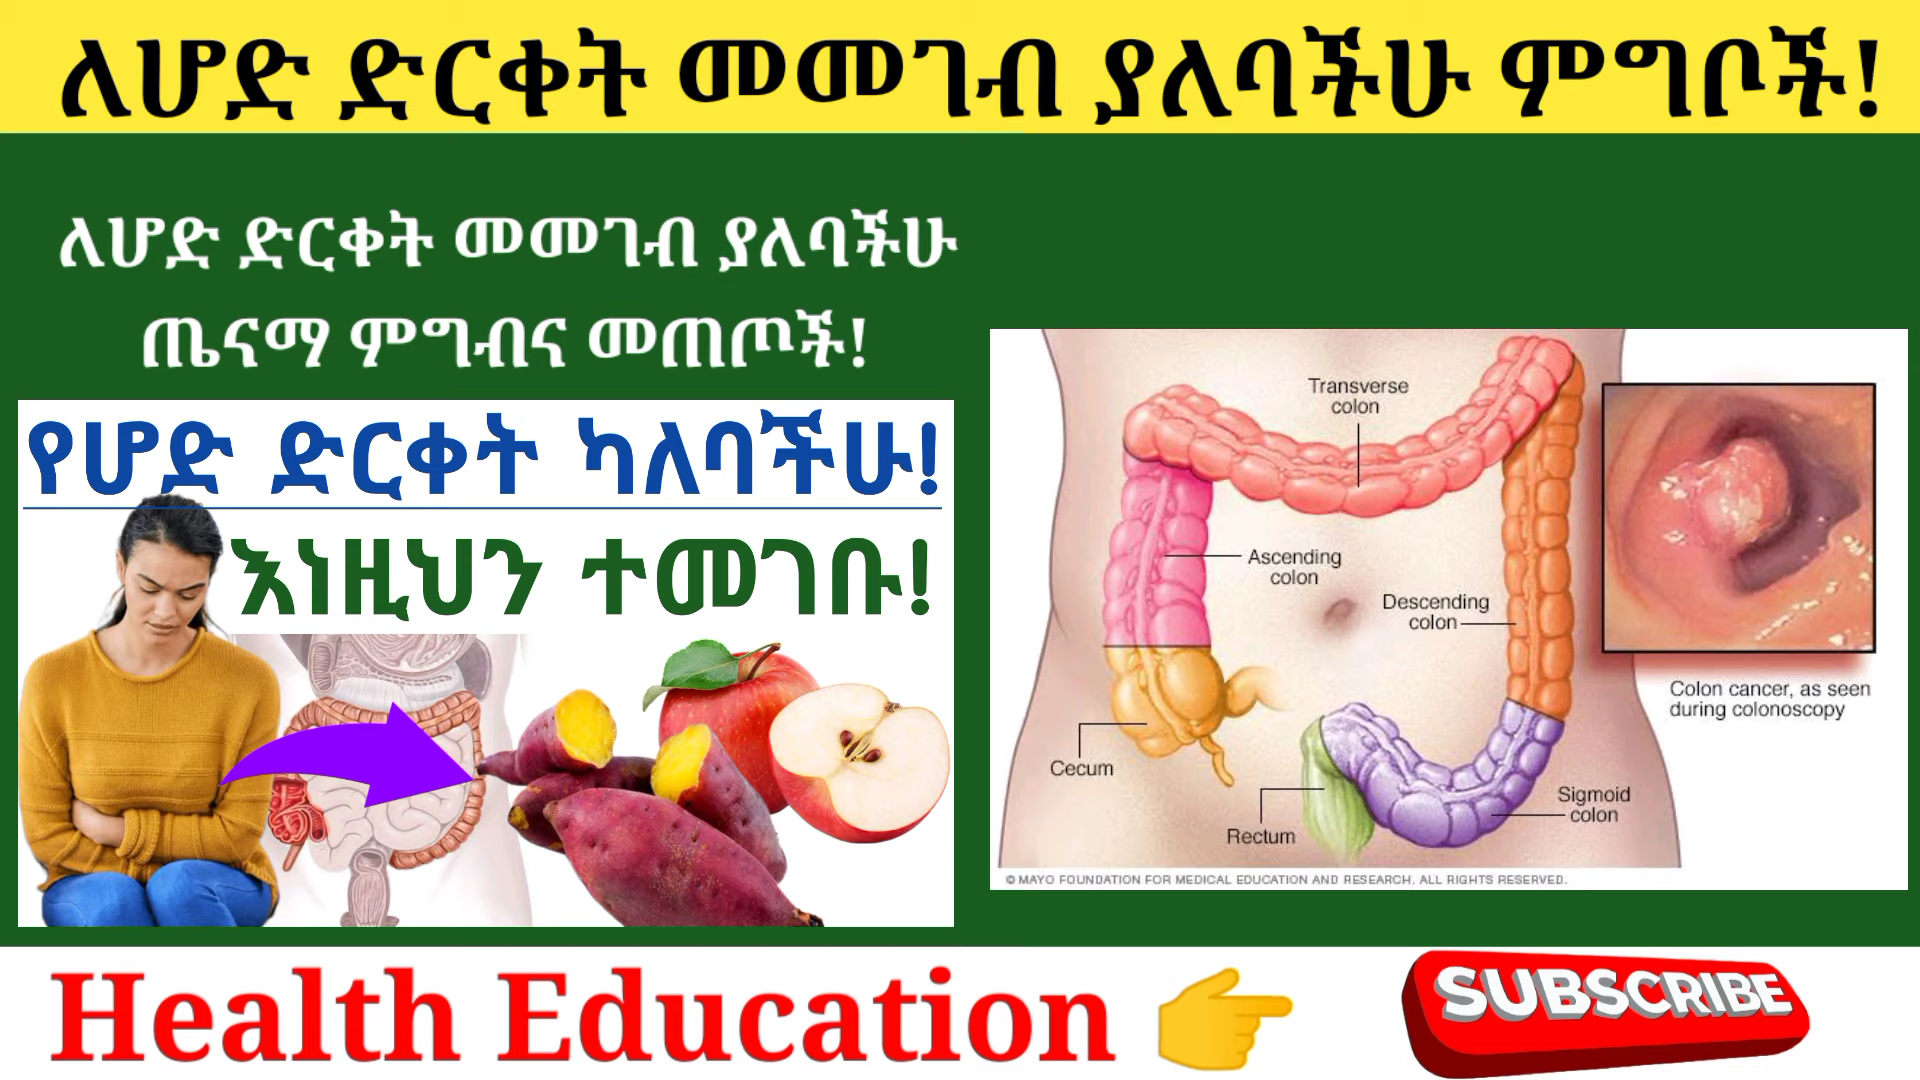 ለሆድ ድርቀት መመገብ ያለባችሁ ምግቦች!
ለሆድ ድርቀት መመገብ ያለባችሁ
ጤናማ ምግብና መጠጦች!
የሆድ ድርቀት ካለባችሁ!
እነዚህን ተመገቡ!
Transverse
colon
Ascending
colon
Descending
colon
Colon cancer, as seen
during colonoscopy
Cecum
Sigmoid
colon
Rectum
© MAYO FOUNDATION FOR MEDICAL EDUCATION AND RESEARCH. ALL RIGHTS RESERVED.
Health Education
SUBSCRIBE